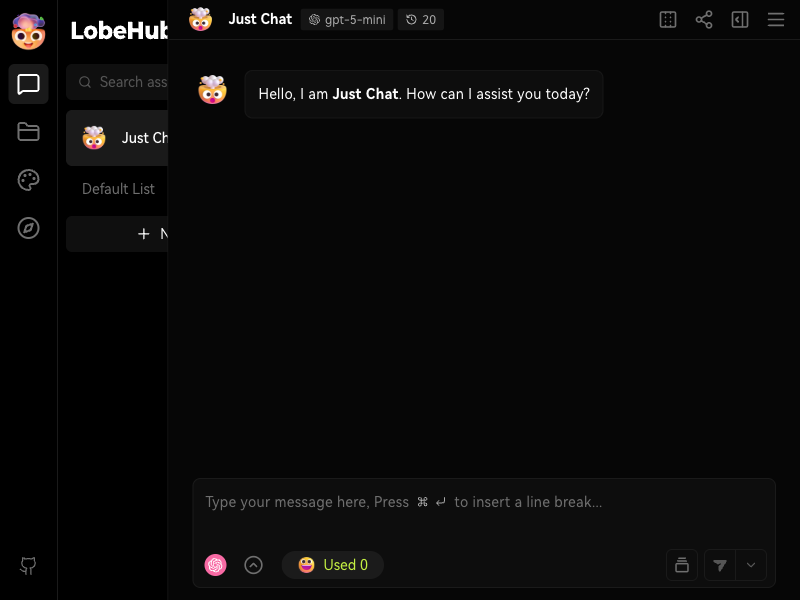 LobeHub
Search ass
Just Ch
Default List
Just Chat
gpt-5-mini
20
Hello, I am Just Chat. How can I assist you today?
Type your message here, Press ⌘ ↵ to insert a line break...
Used 0